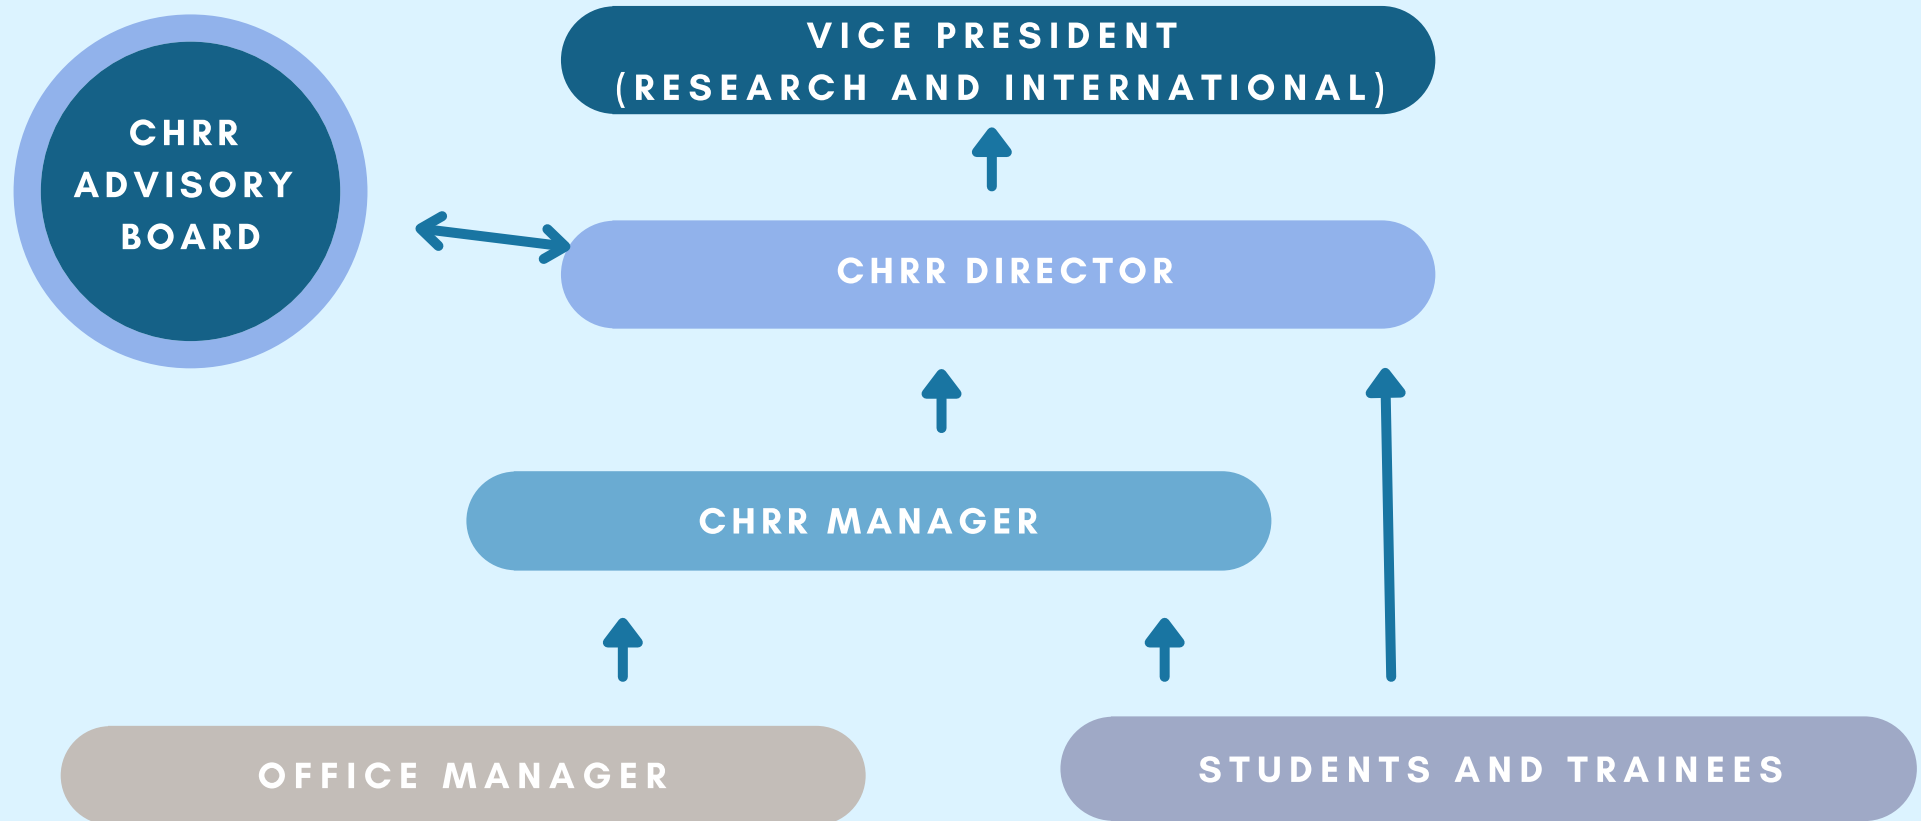 VICE PRESIDENT
(RESEARCH AND INTERNATIONAL)
CHRR
ADVISORY
BOARD
CHRR DIRECTOR
CHRR MANAGER
OFFICE MANAGER
STUDENTS AND TRAINEES